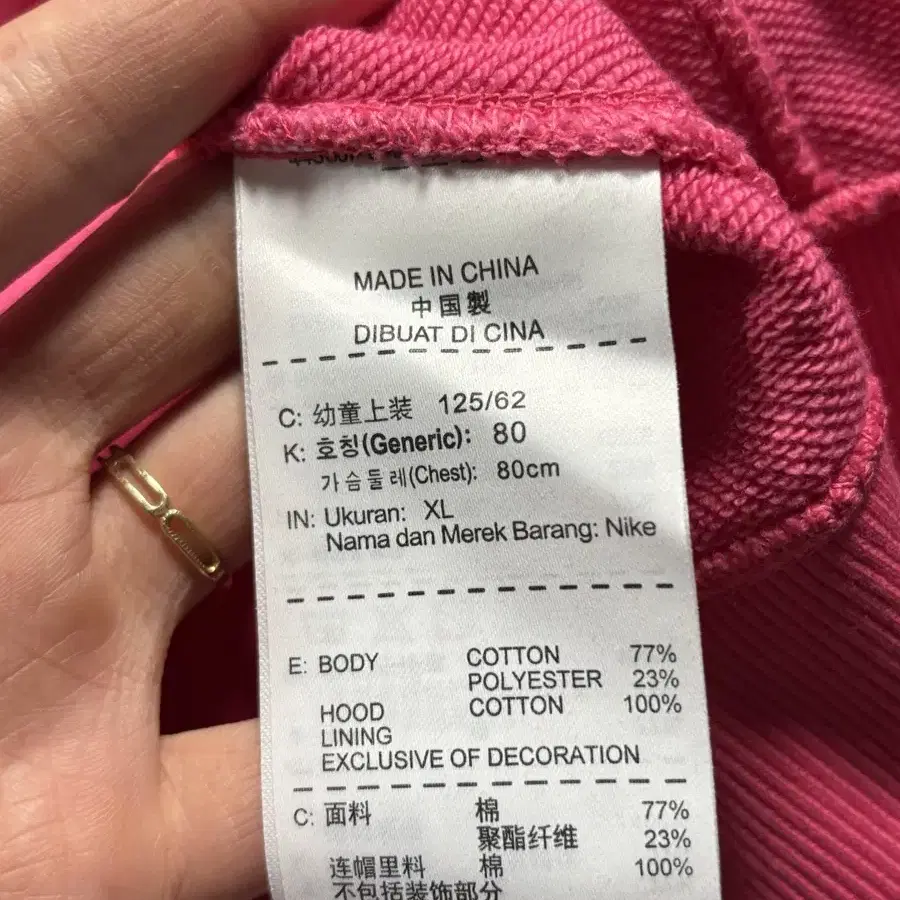 MADE IN CHINA
中国製
DIBUAT DI CINA
C: 幼童上装 125/62
K: 호칭(Generic): 80
가슴둘레(Chest): 80cm
IN: Ukuran: XL
Nama dan Merek Barang: Nike
E: BODY COTTON 77%
POLYESTER 23%
HOOD COTTON 100%
LINING
EXCLUSIVE OF DECORATION
C: 面料 棉 77%
聚酯纤维 23%
连帽里料 棉 100%
不包括装饰部分